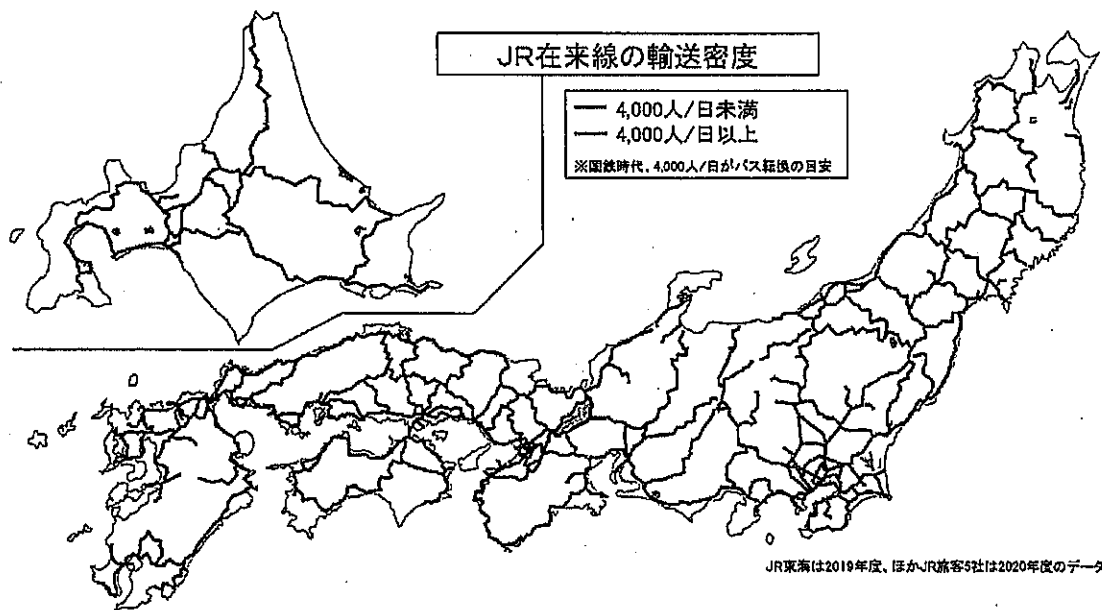 JR在来線の輸送密度
4,000人/日未満
4,000人/日以上
※国鉄時代、4,000人/日がバス転換の目安
JR東海は2019年度、ほかJR旅客5社は2020年度のデータ